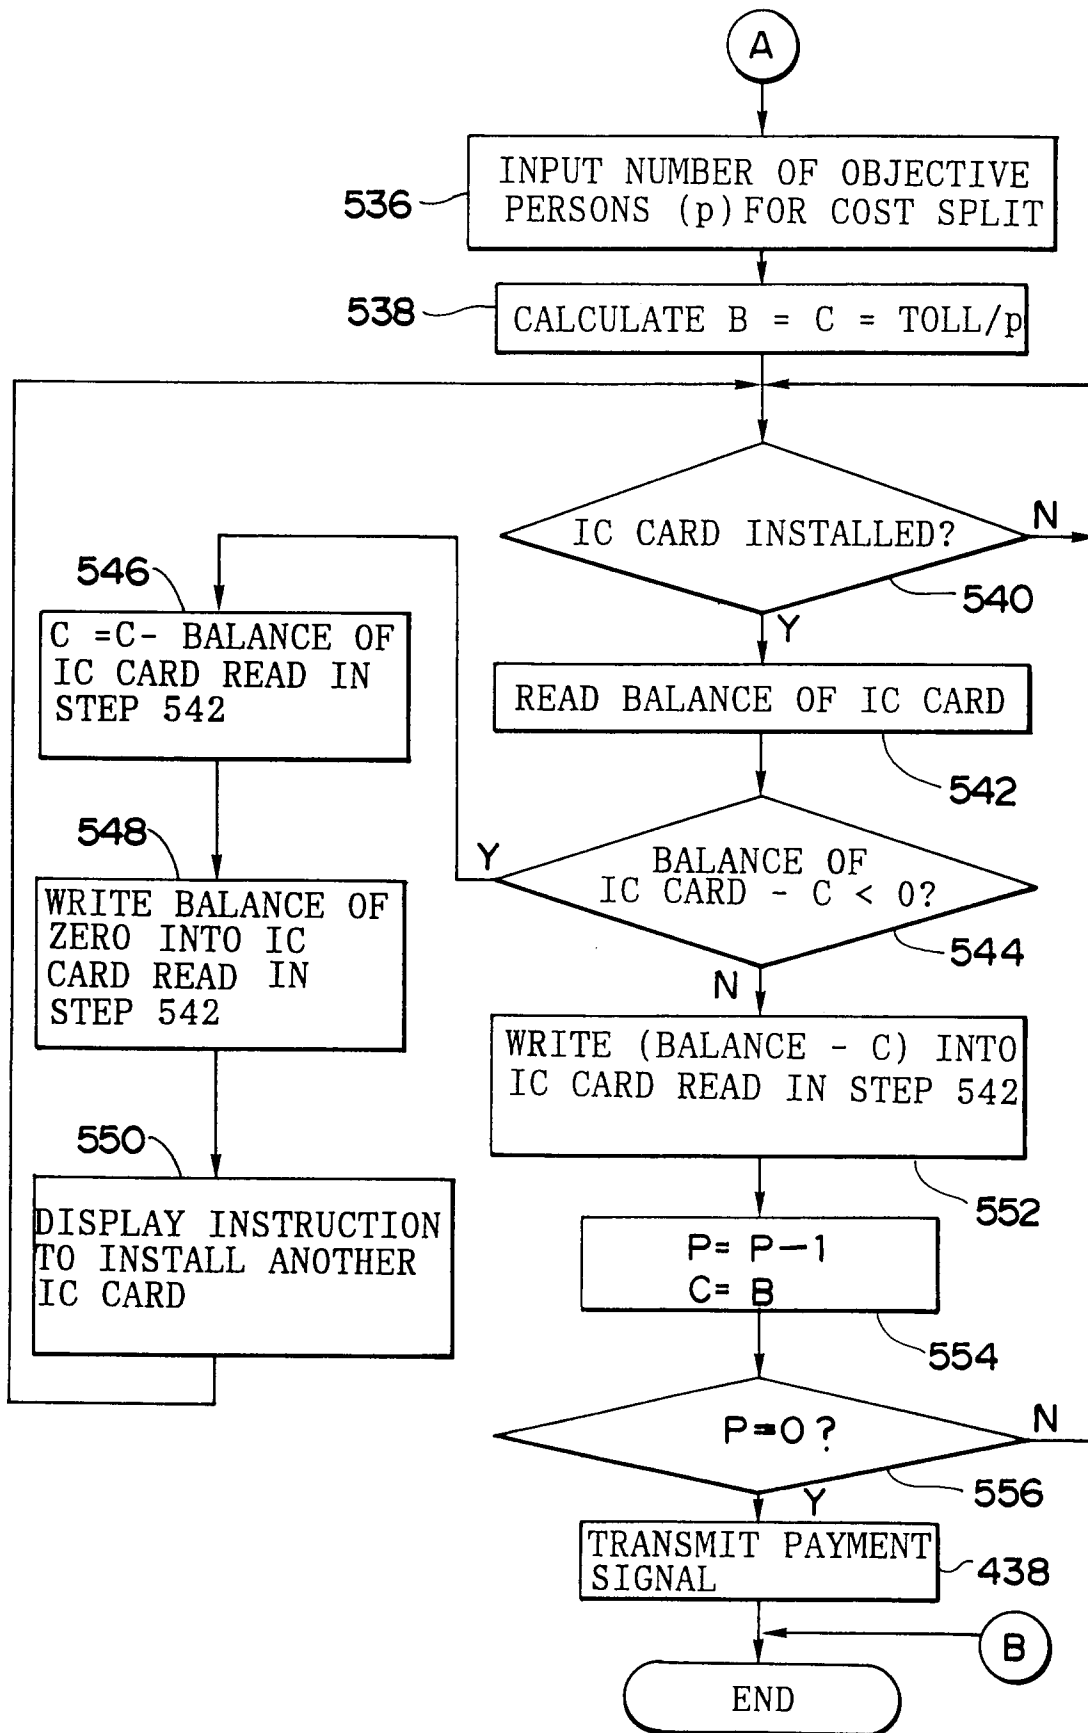 A
INPUT NUMBER OF OBJECTIVE
PERSONS (p) FOR COST SPLIT
536
CALCULATE B = C = TOLL/p
538
IC CARD INSTALLED?
N
540
Y
546
C =C- BALANCE OF
IC CARD READ IN
STEP 542
READ BALANCE OF IC CARD
542
548
Y
BALANCE OF
IC CARD - C < 0?
544
WRITE BALANCE OF
ZERO INTO IC
CARD READ IN
STEP 542
N
WRITE (BALANCE - C) INTO
IC CARD READ IN STEP 542
552
550
DISPLAY INSTRUCTION
TO INSTALL ANOTHER
IC CARD
P= P-1
C= B
554
P=0?
N
556
Y
TRANSMIT PAYMENT
SIGNAL
438
B
END